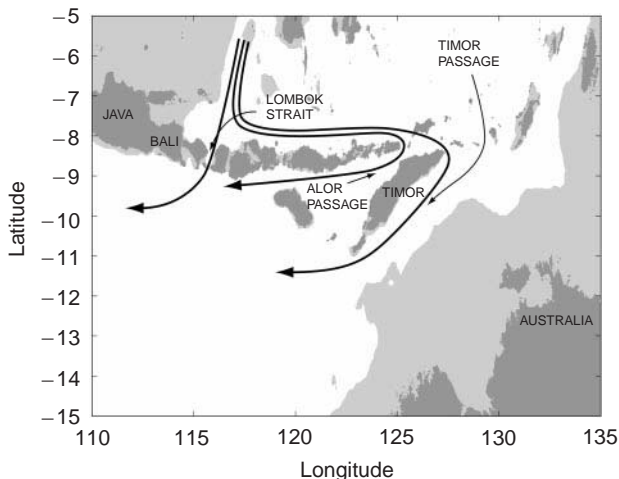 −5
−6
−7
−8
−9
−10
−11
−12
−13
−14
−15
Latitude
TIMOR
PASSAGE
LOMBOK
STRAIT
JAVA
BALI
ALOR
PASSAGE
TIMOR
AUSTRALIA
110 115 120 125 130 135
Longitude